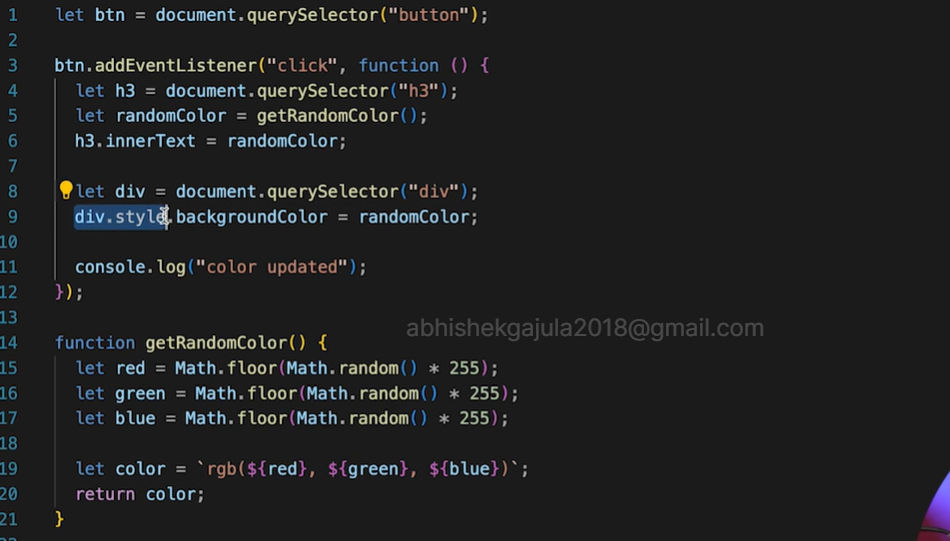 1 let btn = document.querySelector("button");
2
3 btn.addEventListener("click", function () {
4 let h3 = document.querySelector("h3");
5 let randomColor = getRandomColor();
6 h3.innerText = randomColor;
7
8 let div = document.querySelector("div");
9 div.style.backgroundColor = randomColor;
10
11 console.log("color updated");
12 });
13
abhishekgajula2018@gmail.com
14 function getRandomColor() {
15 let red = Math.floor(Math.random() * 255);
16 let green = Math.floor(Math.random() * 255);
17 let blue = Math.floor(Math.random() * 255);
18
19 let color = `rgb(${red}, ${green}, ${blue})`;
20 return color;
21 }